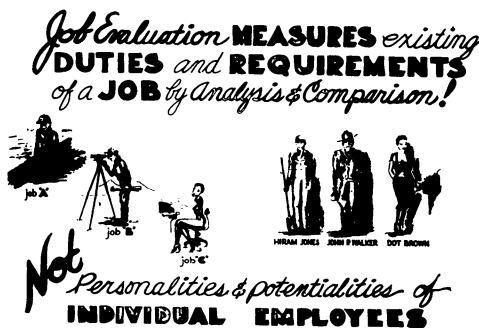 Job Evaluation MEASURES existing
DUTIES and REQUIREMENTS
of a JOB by Analysis & Comparison!
job "A"
job "B"
job "C"
HIRAM JONES JOHN P. WALKER DOT BROWN
Not
Personalities & potentialities of
INDIVIDUAL EMPLOYEES